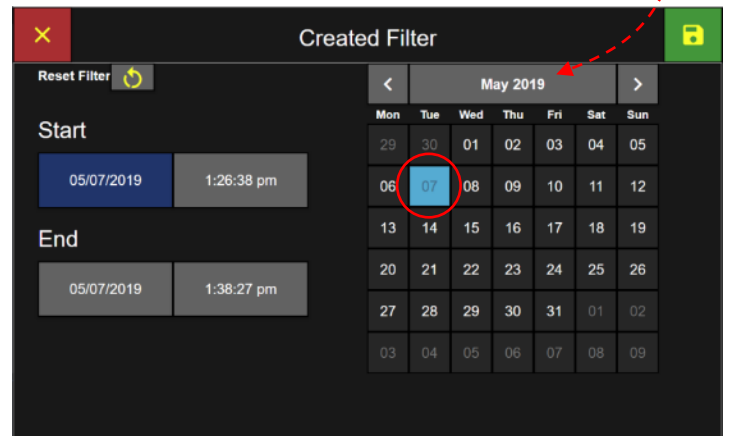 Created Filter
Reset Filter
Start
05/07/2019 1:26:38 pm
End
05/07/2019 1:38:27 pm
May 2019
Mon Tue Wed Thu Fri Sat Sun
29 30 01 02 03 04 05
06 07 08 09 10 11 12
13 14 15 16 17 18 19
20 21 22 23 24 25 26
27 28 29 30 31 01 02
03 04 05 06 07 08 09